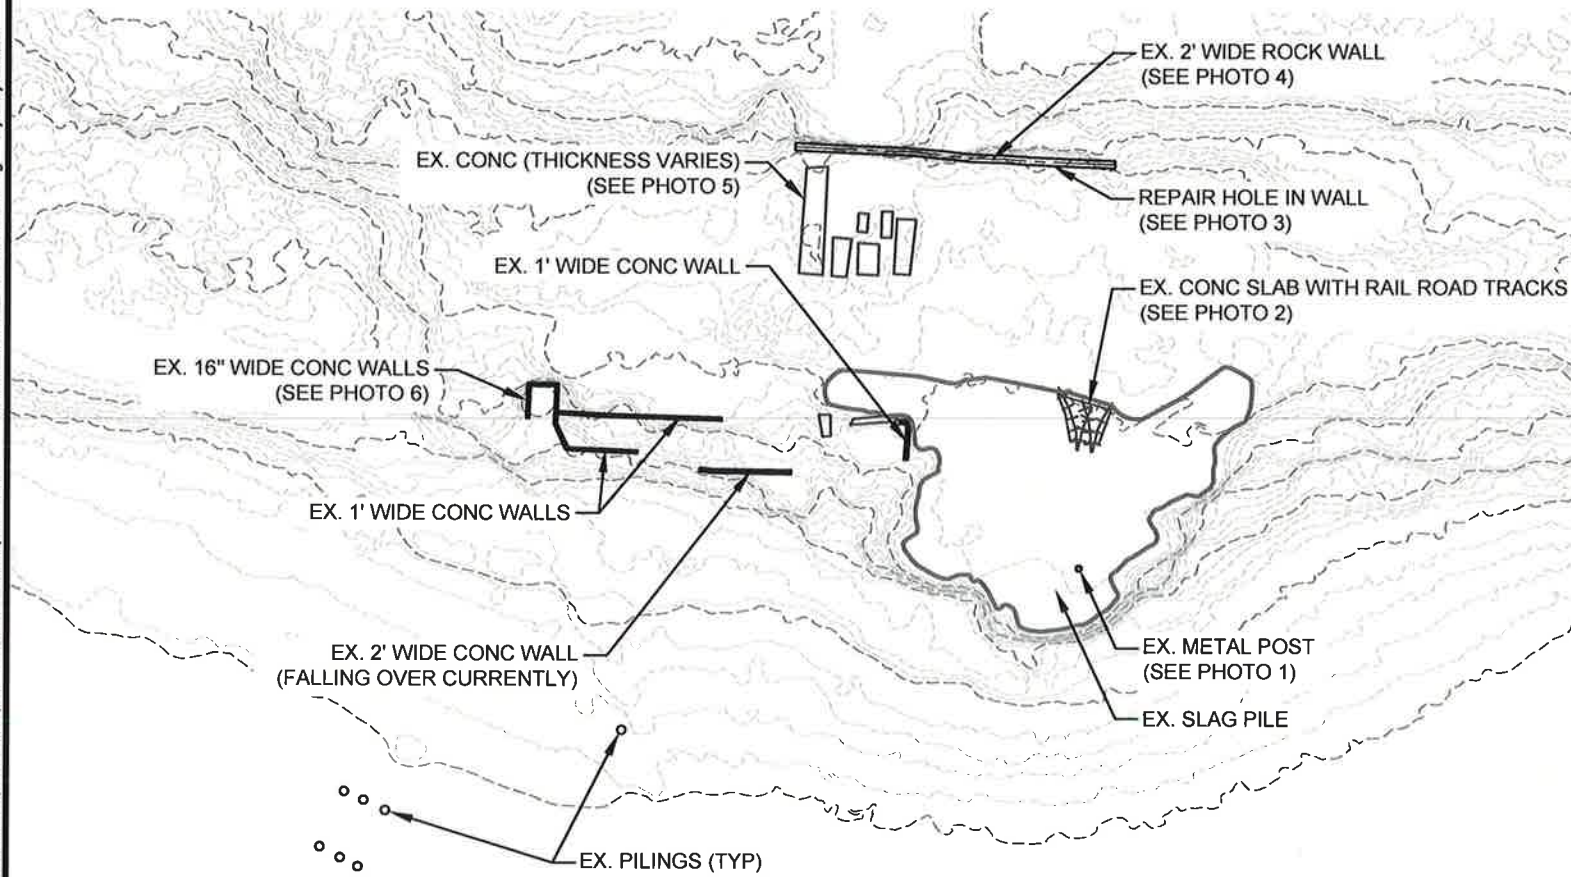 EX. 2' WIDE ROCK WALL
(SEE PHOTO 4)
EX. CONC (THICKNESS VARIES)
(SEE PHOTO 5)
REPAIR HOLE IN WALL
(SEE PHOTO 3)
EX. 1' WIDE CONC WALL
EX. CONC SLAB WITH RAIL ROAD TRACKS
(SEE PHOTO 2)
EX. 16" WIDE CONC WALLS
(SEE PHOTO 6)
EX. 1' WIDE CONC WALLS
EX. 2' WIDE CONC WALL
(FALLING OVER CURRENTLY)
EX. METAL POST
(SEE PHOTO 1)
EX. SLAG PILE
EX. PILINGS (TYP)